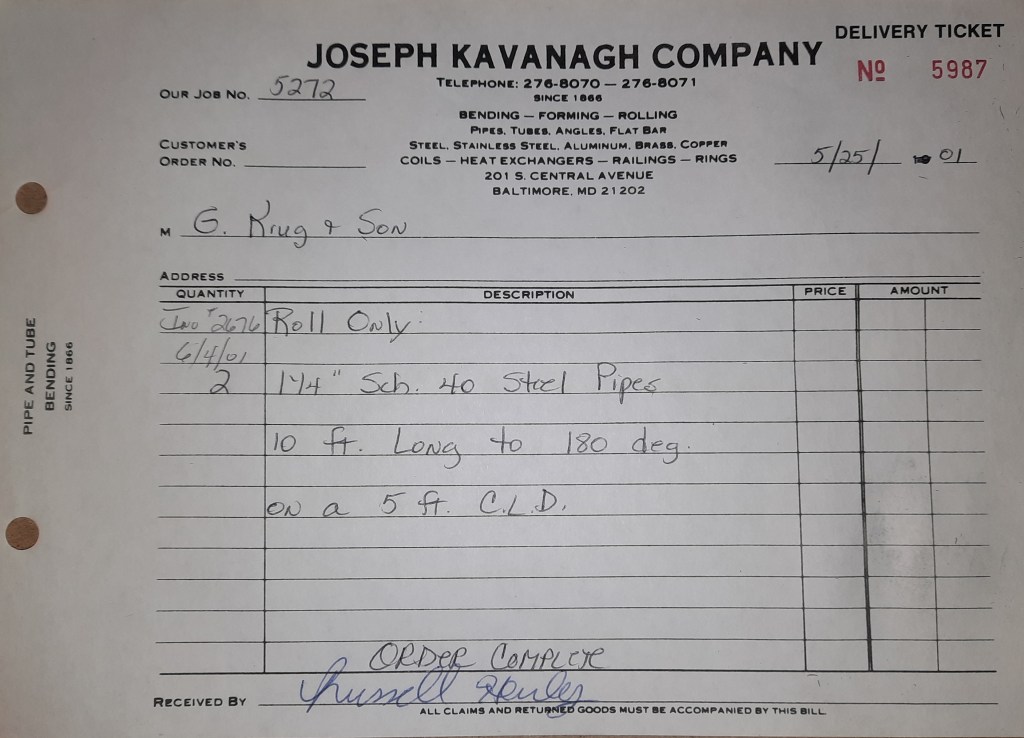 DELIVERY TICKET
JOSEPH KAVANAGH COMPANY
Nº 5987
TELEPHONE: 276-8070 — 276-8071
SINCE 1866
OUR JOB NO. 5272
BENDING — FORMING — ROLLING
PIPES, TUBES, ANGLES, FLAT BAR
CUSTOMER'S
ORDER NO.
STEEL, STAINLESS STEEL, ALUMINUM, BRASS, COPPER
COILS — HEAT EXCHANGERS — RAILINGS — RINGS
5/25/ 01
201 S. CENTRAL AVENUE
BALTIMORE, MD 21202
M G. Krug & Son
ADDRESS
QUANTITY DESCRIPTION PRICE AMOUNT
Inv # 2676 Roll Only:
6/4/01
2 1 1/4" Sch. 40 Steel Pipes
10 ft. Long to 180 deg.
on a 5 ft. C.L.D.
ORDER COMPLETE
RECEIVED BY Russell
ALL CLAIMS AND RETURNED GOODS MUST BE ACCOMPANIED BY THIS BILL
PIPE AND TUBE
BENDING
SINCE 1866